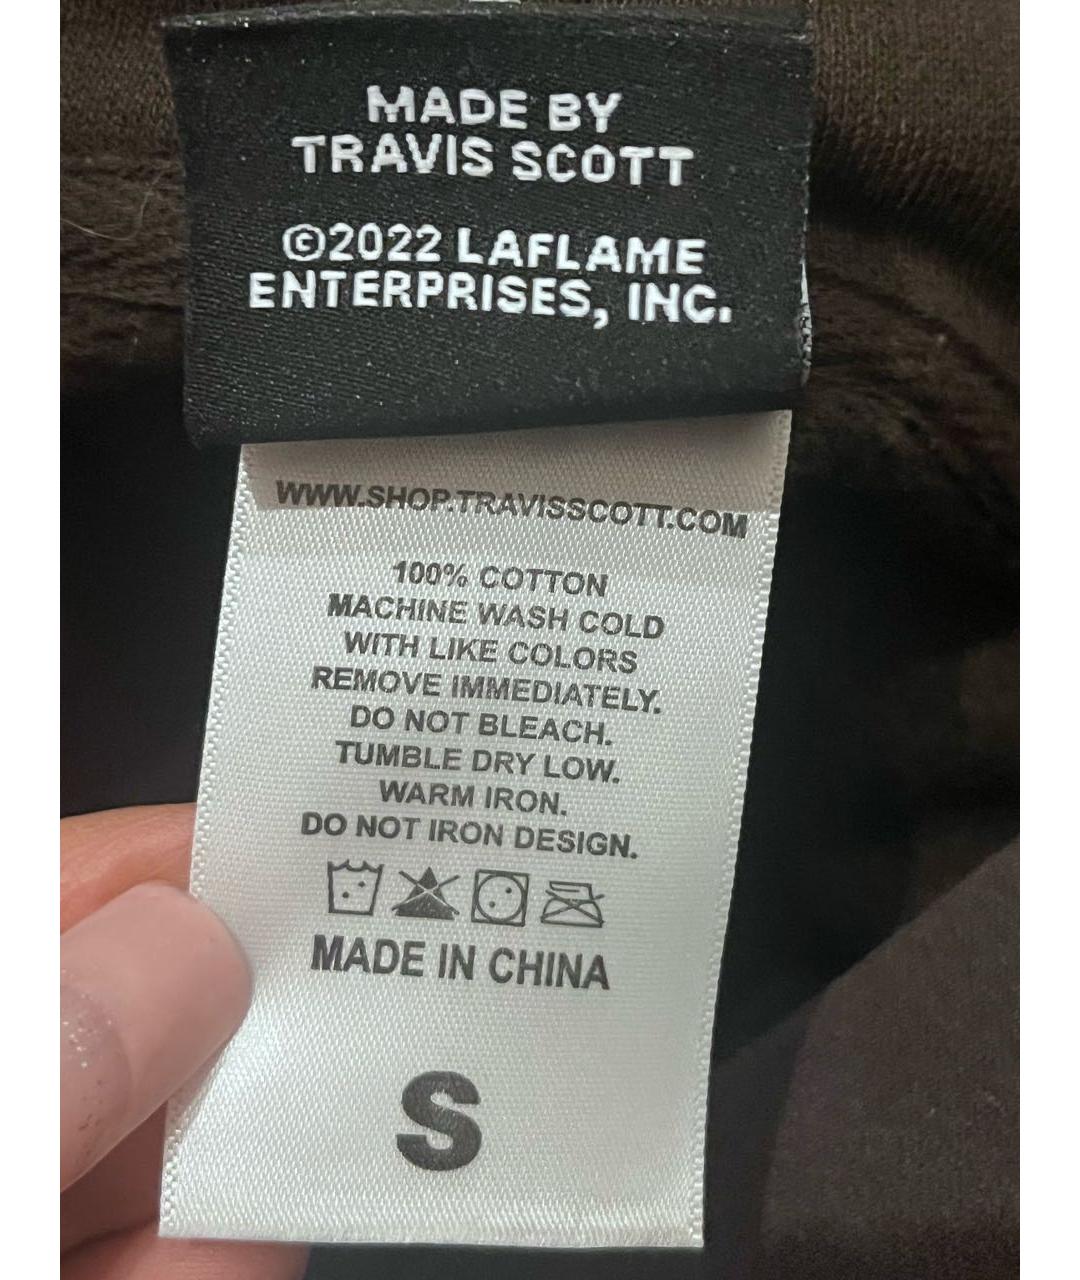 MADE BY
TRAVIS SCOTT
©2022 LAFLAME
ENTERPRISES, INC.
WWW.SHOP.TRAVISSCOTT.COM
100% COTTON
MACHINE WASH COLD
WITH LIKE COLORS
REMOVE IMMEDIATELY.
DO NOT BLEACH.
TUMBLE DRY LOW.
WARM IRON.
DO NOT IRON DESIGN.
MADE IN CHINA
S